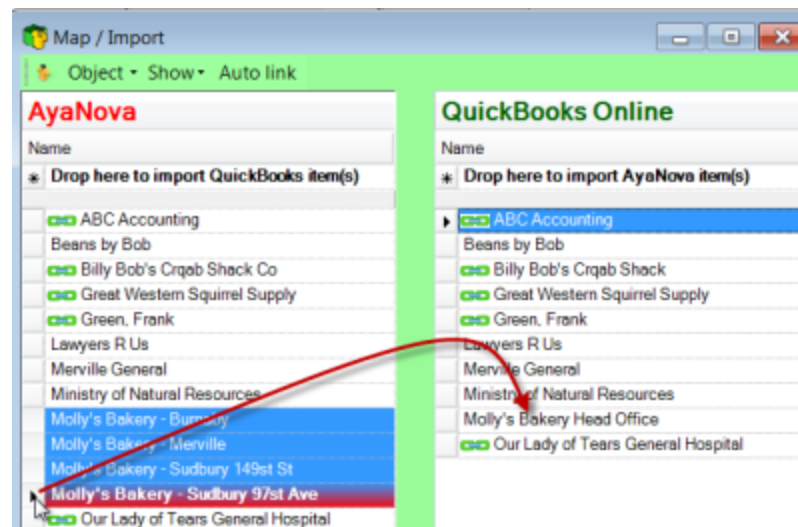 Map / Import
Object Show Auto link
AyaNova
Name
Drop here to import QuickBooks item(s)
ABC Accounting
Beans by Bob
Billy Bob's Crqab Shack Co
Great Western Squirrel Supply
Green, Frank
Lawyers R Us
Merville General
Ministry of Natural Resources
Molly's Bakery - Burnaby
Molly's Bakery - Merville
Molly's Bakery - Sudbury 149st St
Molly's Bakery - Sudbury 97st Ave
Our Lady of Tears General Hospital
QuickBooks Online
Name
Drop here to import AyaNova item(s)
ABC Accounting
Beans by Bob
Billy Bob's Crqab Shack
Great Western Squirrel Supply
Green, Frank
Lawyers R Us
Merville General
Ministry of Natural Resources
Molly's Bakery Head Office
Our Lady of Tears General Hospital